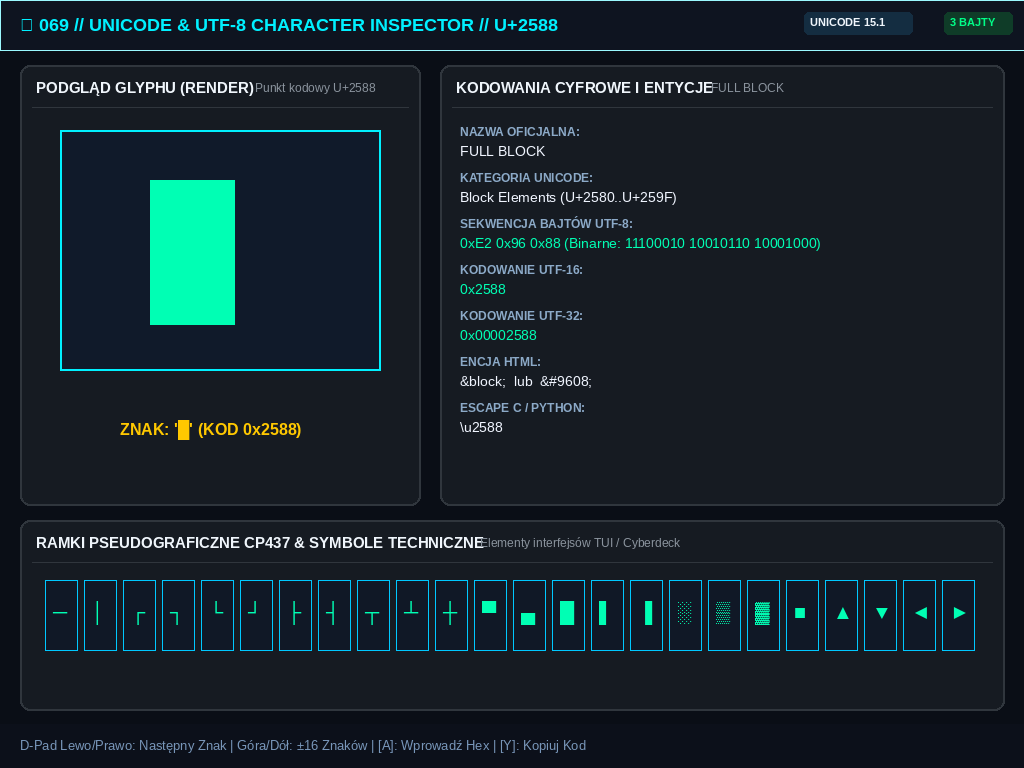 ▯ 069 // UNICODE & UTF-8 CHARACTER INSPECTOR // U+2588
UNICODE 15.1
3 BAJTY
PODGLĄD GLYPHU (RENDER) Punkt kodowy U+2588
ZNAK: '█' (KOD 0x2588)
KODOWANIA CYFROWE I ENTYCJE FULL BLOCK
NAZWA OFICJALNA:
FULL BLOCK
KATEGORIA UNICODE:
Block Elements (U+2580..U+259F)
SEKWENCJA BAJTÓW UTF-8:
0xE2 0x96 0x88 (Binarne: 11100010 10010110 10001000)
KODOWANIE UTF-16:
0x2588
KODOWANIE UTF-32:
0x00002588
ENCJA HTML:
&block; lub &#9608;
ESCAPE C / PYTHON:
\u2588
RAMKI PSEUDOGRAFICZNE CP437 & SYMBOLE TECHNICZNE Elementy interfejsów TUI / Cyberdeck
─ │ ┌ ┐ └ ┘ ├ ┤ ┬ ┴ ┼ ▀ ▄ █ ▌ ▐ ░ ▒ ▓ ■ ▲ ▼ ◄ ►
D-Pad Lewo/Prawo: Następny Znak | Góra/Dół: ±16 Znaków | [A]: Wprowadź Hex | [Y]: Kopiuj Kod